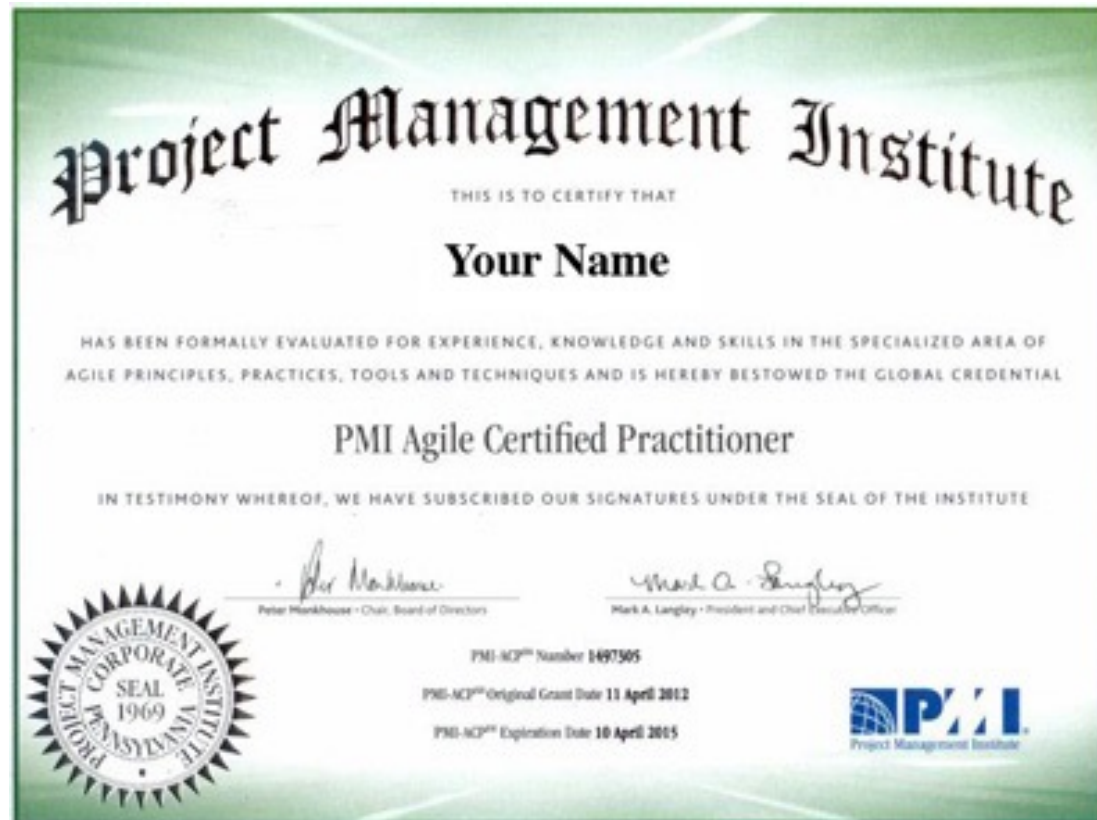 Project Management Institute
THIS IS TO CERTIFY THAT
Your Name
HAS BEEN FORMALLY EVALUATED FOR EXPERIENCE, KNOWLEDGE AND SKILLS IN THE SPECIALIZED AREA OF
AGILE PRINCIPLES, PRACTICES, TOOLS AND TECHNIQUES AND IS HEREBY BESTOWED THE GLOBAL CREDENTIAL
PMI Agile Certified Practitioner
IN TESTIMONY WHEREOF, WE HAVE SUBSCRIBED OUR SIGNATURES UNDER THE SEAL OF THE INSTITUTE
Peter Monkhouse Mark A. Langley
Peter Monkhouse • Chair, Board of Directors
Mark A. Langley • President and Chief Executive Officer
PROJECT MANAGEMENT INSTITUTE
CORPORATE
SEAL
1969
PENNSYLVANIA
PMI-ACP℠ Number 1497305
PMI-ACP℠ Original Grant Date 11 April 2012
PMI-ACP℠ Expiration Date 10 April 2015
PMI
Project Management Institute